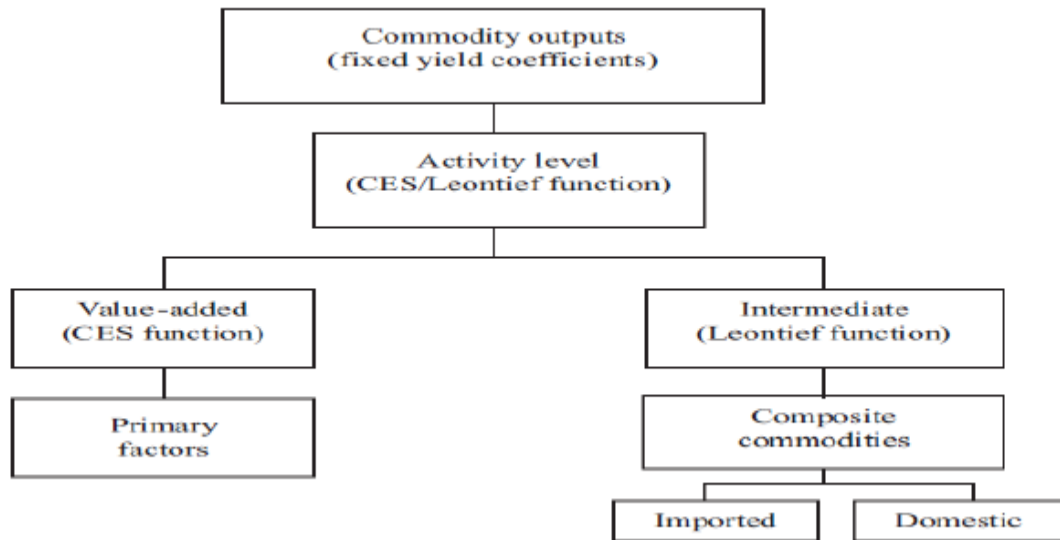 Commodity outputs
(fixed yield coefficients)
Activity level
(CES/Leontief function)
Value-added
(CES function)
Intermediate
(Leontief function)
Primary
factors
Composite
commodities
Imported
Domestic